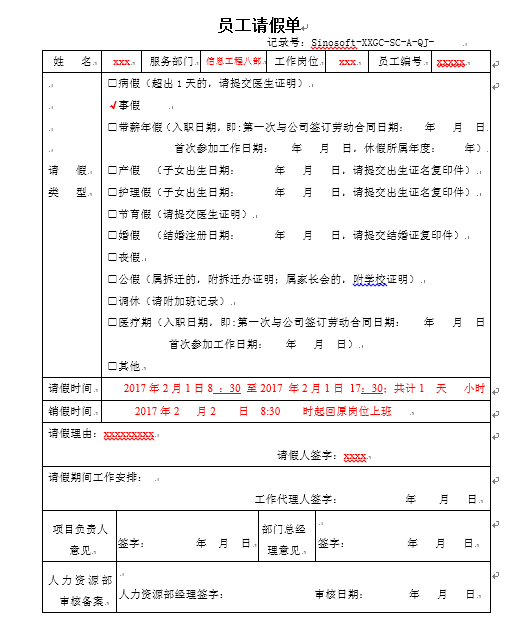 员工请假单
记录号：Sinosoft-XXGC-SC-A-QJ-
姓 名 xxx 服务部门 信息工程八部 工作岗位 xxx 员工编号 xxxxx
□病假（超出1天的，请提交医生证明）
√事假
□带薪年假（入职日期，即:第一次与公司签订劳动合同日期： 年 月 日
首次参加工作日期： 年 月 日，休假所属年度： 年）
请 假 □产假 （子女出生日期： 年 月 日，请提交出生证名复印件）
类 型 □护理假（子女出生日期： 年 月 日，请提交出生证名复印件）
□节育假（请提交医生证明）
□婚假 （结婚注册日期： 年 月 日，请提交结婚证复印件）
□丧假
□公假（属拆迁的，附拆迁办证明；属家长会的，附学校证明）
□调休（请附加班记录）
□医疗期（入职日期，即:第一次与公司签订劳动合同日期： 年 月 日
首次参加工作日期： 年 月 日）
□其他
请假时间 2017年2月1日8 ：30 至2017 年2月1日 17：30；共计1 天 小时
销假时间 2017年2 月2 日 8:30 时起回原岗位上班
请假理由：xxxxxxxxx
请假人签字：xxxx
请假期间工作安排：
工作代理人签字： 年 月 日
项目负责人 部门总经
意见 签字： 年 月 日 理意见 签字： 年 月 日
人力资源部
审核备案 人力资源部经理签字： 审核日期： 年 月 日